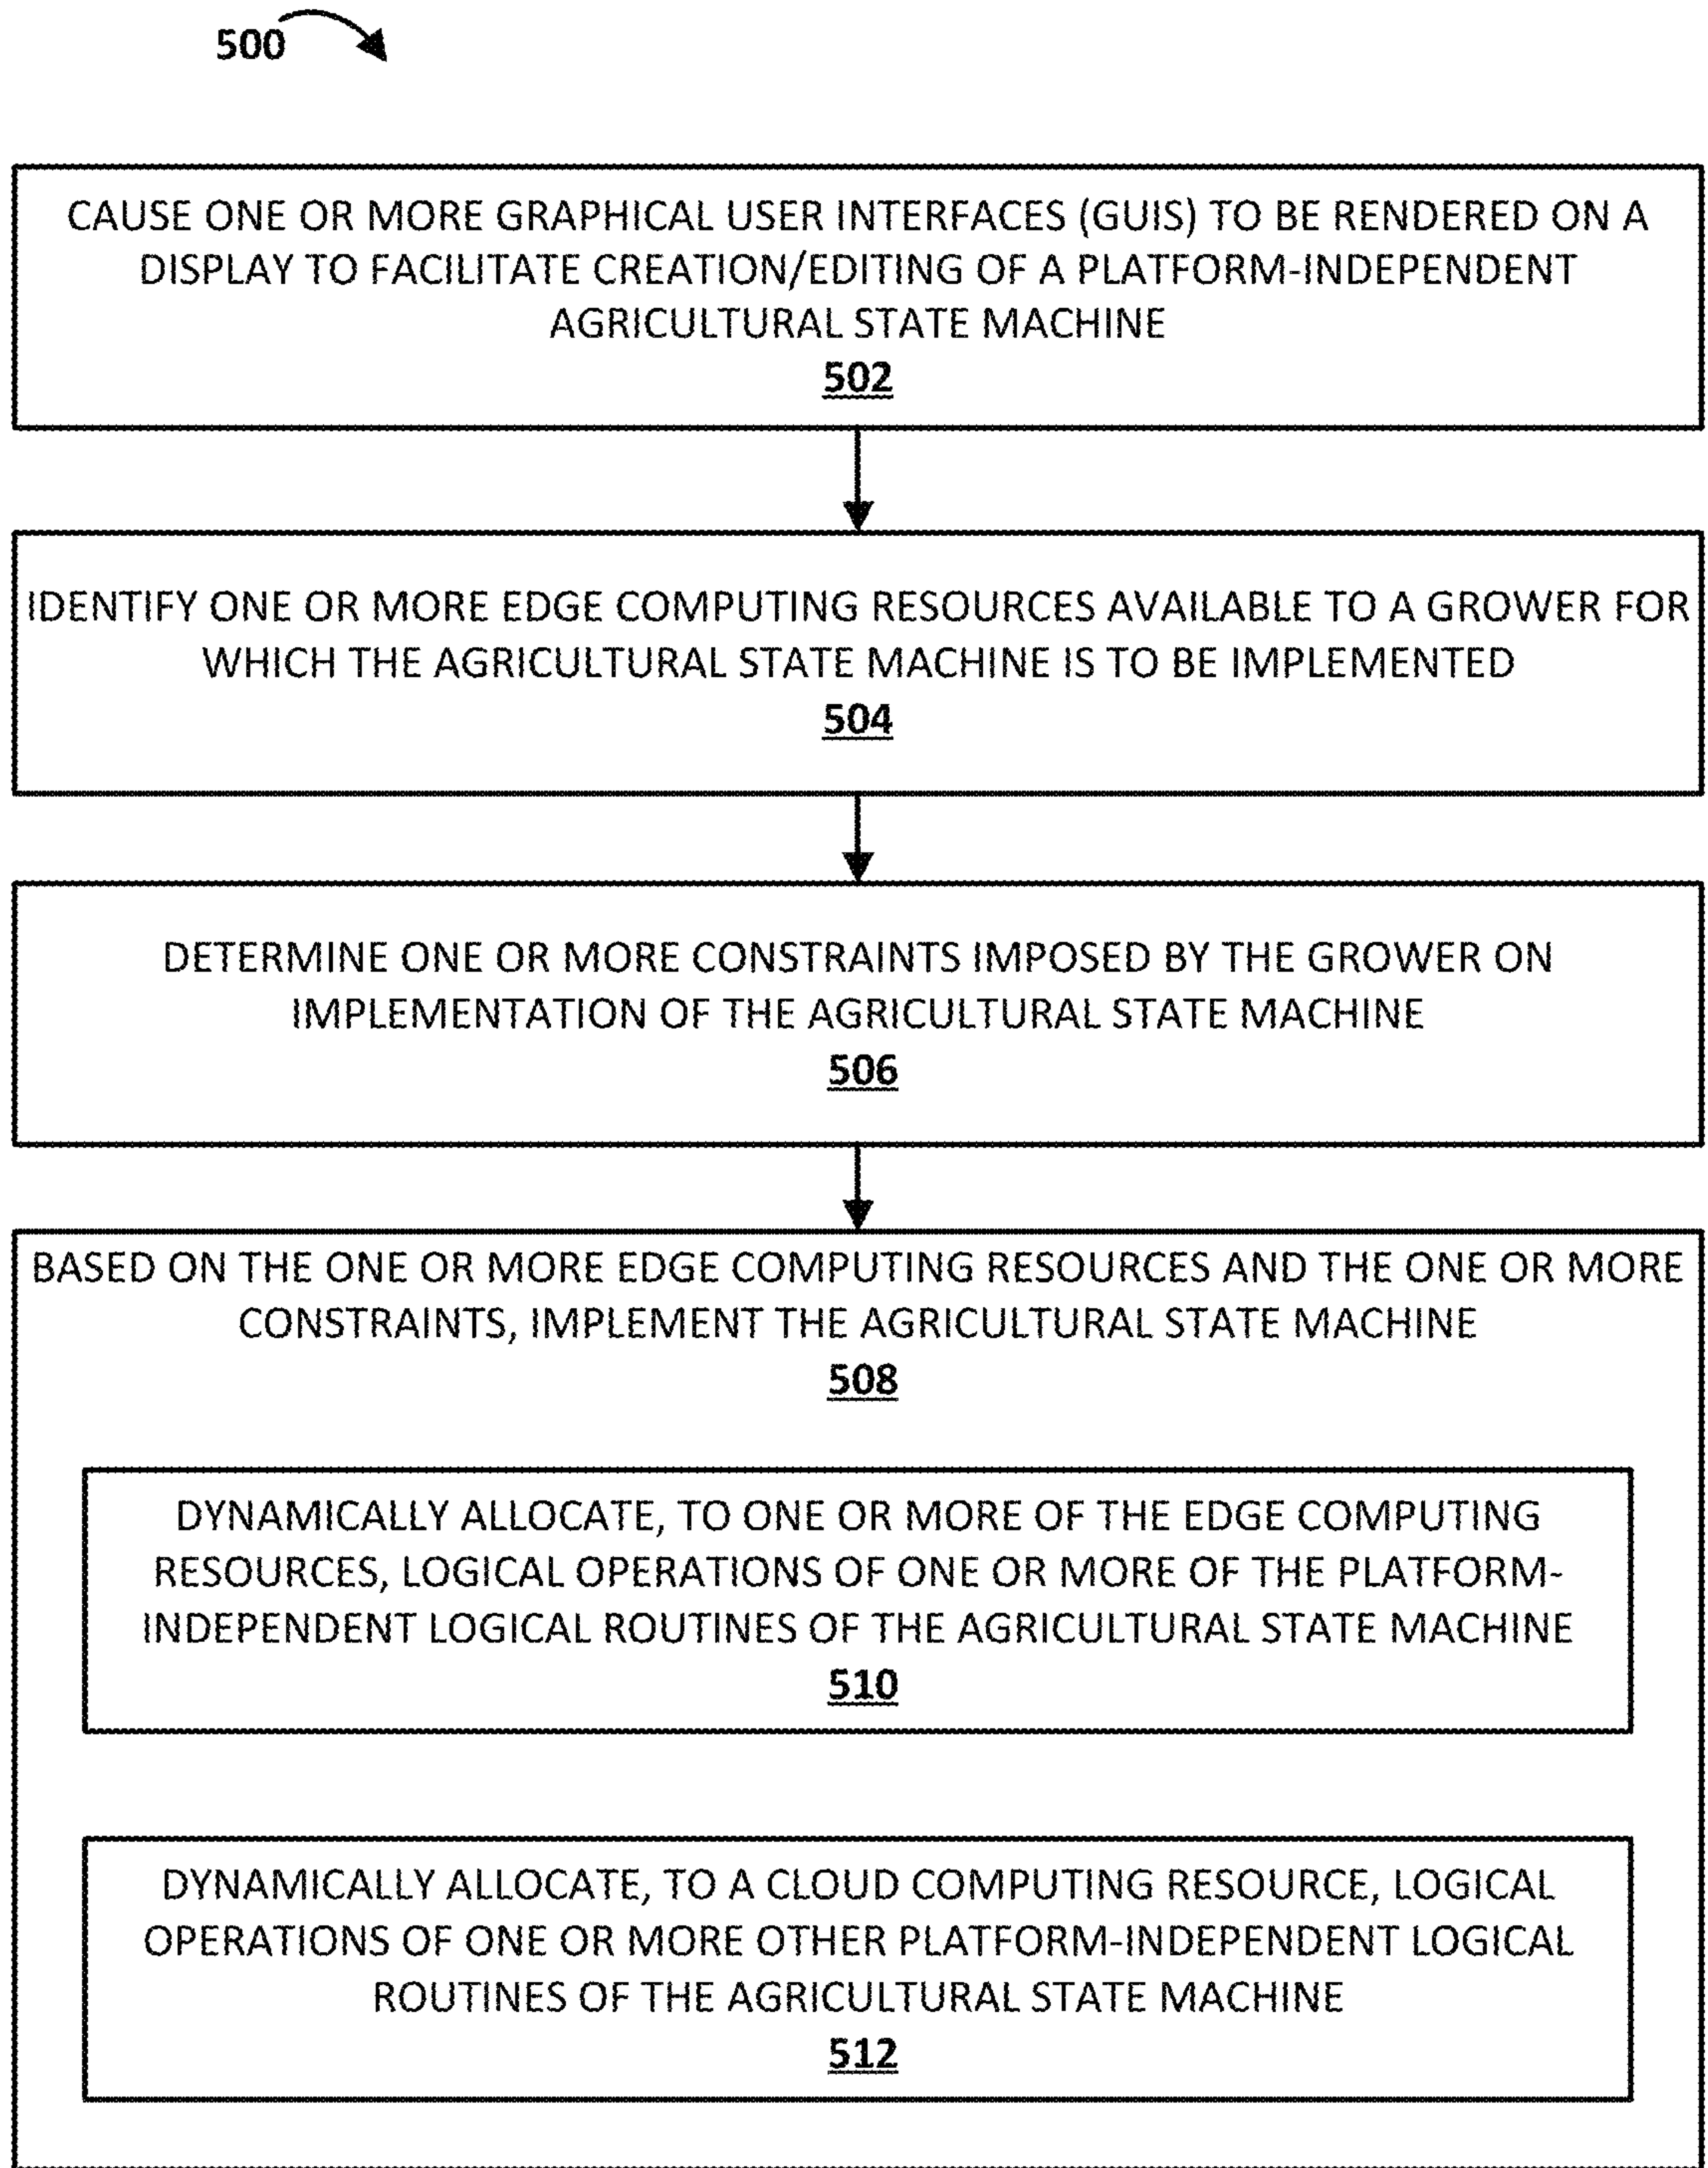 500
CAUSE ONE OR MORE GRAPHICAL USER INTERFACES (GUIS) TO BE RENDERED ON A
DISPLAY TO FACILITATE CREATION/EDITING OF A PLATFORM-INDEPENDENT
AGRICULTURAL STATE MACHINE
502
IDENTIFY ONE OR MORE EDGE COMPUTING RESOURCES AVAILABLE TO A GROWER FOR
WHICH THE AGRICULTURAL STATE MACHINE IS TO BE IMPLEMENTED
504
DETERMINE ONE OR MORE CONSTRAINTS IMPOSED BY THE GROWER ON
IMPLEMENTATION OF THE AGRICULTURAL STATE MACHINE
506
BASED ON THE ONE OR MORE EDGE COMPUTING RESOURCES AND THE ONE OR MORE
CONSTRAINTS, IMPLEMENT THE AGRICULTURAL STATE MACHINE
508
DYNAMICALLY ALLOCATE, TO ONE OR MORE OF THE EDGE COMPUTING
RESOURCES, LOGICAL OPERATIONS OF ONE OR MORE OF THE PLATFORM-
INDEPENDENT LOGICAL ROUTINES OF THE AGRICULTURAL STATE MACHINE
510
DYNAMICALLY ALLOCATE, TO A CLOUD COMPUTING RESOURCE, LOGICAL
OPERATIONS OF ONE OR MORE OTHER PLATFORM-INDEPENDENT LOGICAL
ROUTINES OF THE AGRICULTURAL STATE MACHINE
512